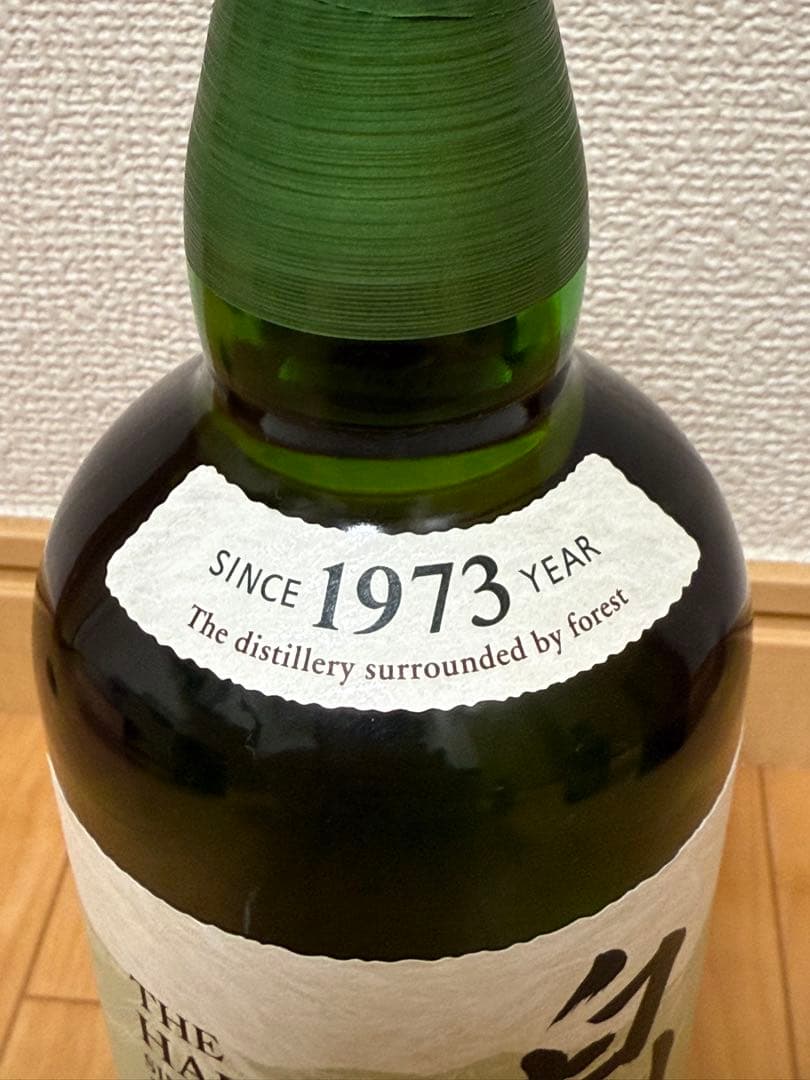 SINCE 1973 YEAR
The distillery surrounded by forest
THE